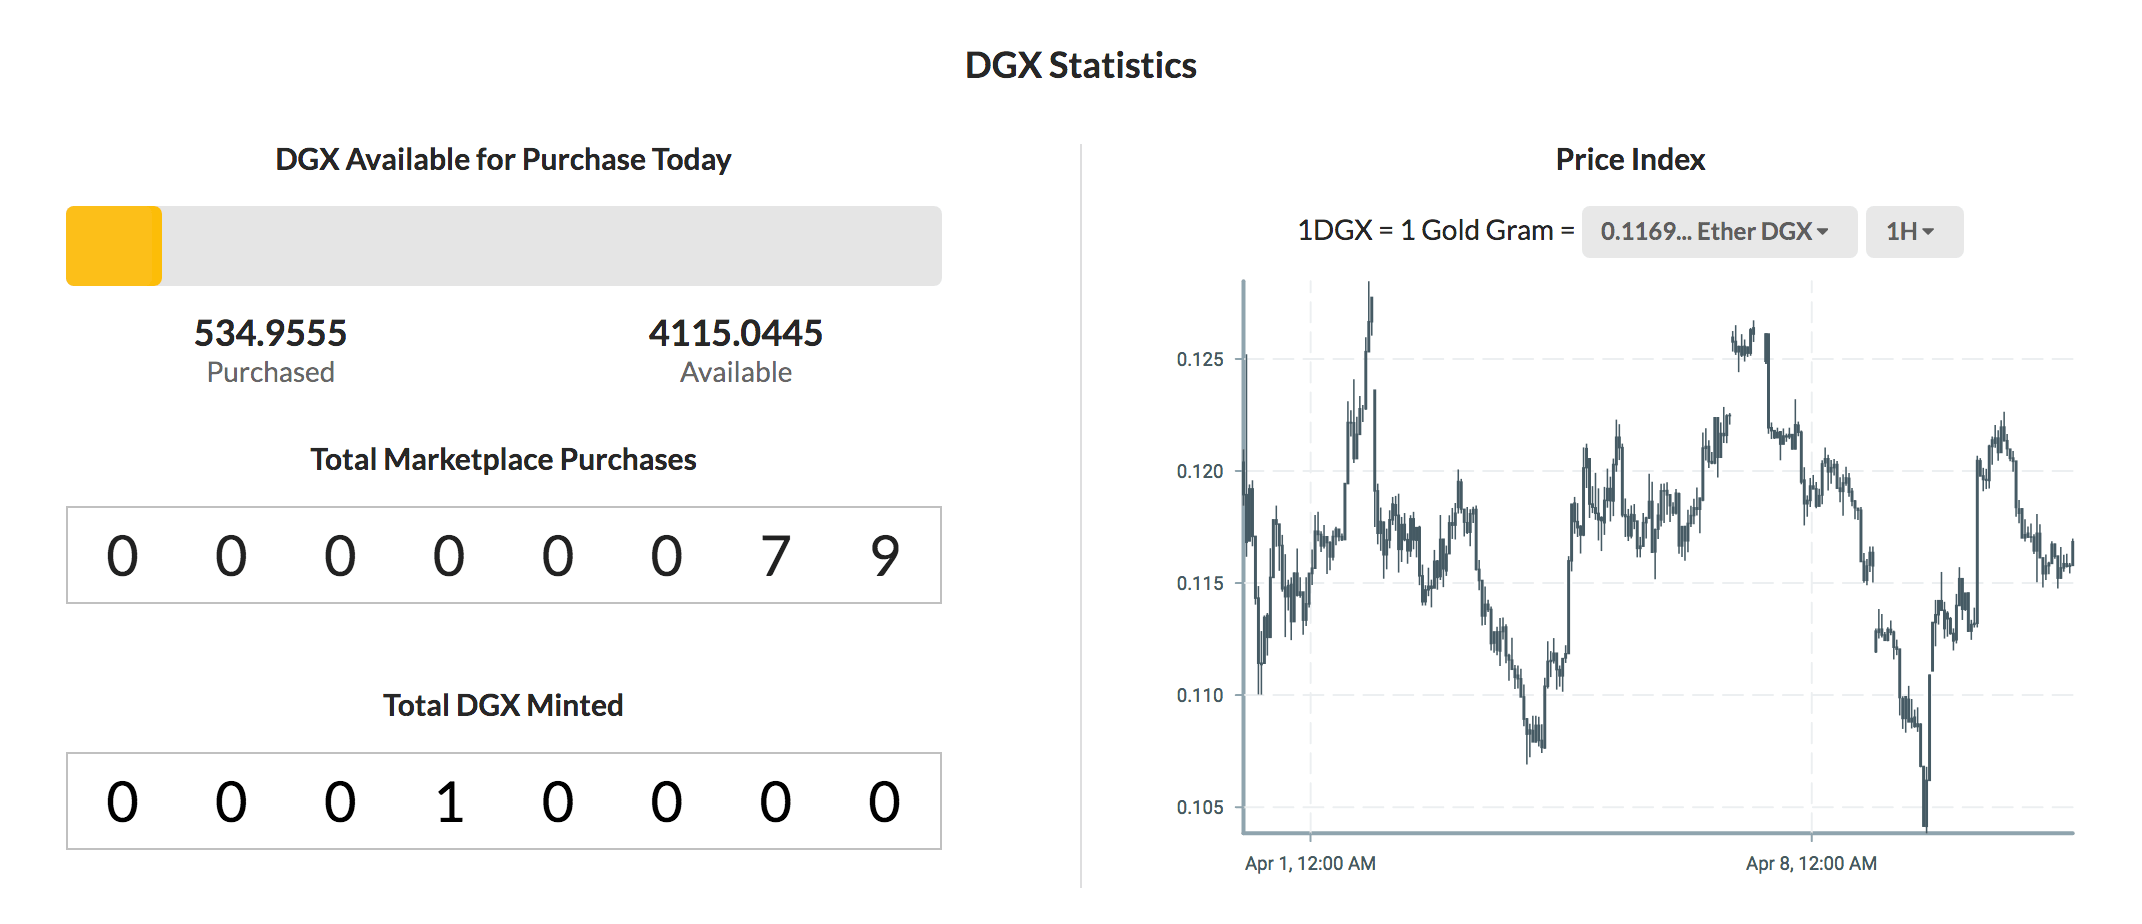 DGX Statistics
DGX Available for Purchase Today
534.9555
Purchased
4115.0445
Available
Total Marketplace Purchases
0 0 0 0 0 0 7 9
Total DGX Minted
0 0 0 1 0 0 0 0
Price Index
1DGX = 1 Gold Gram = 0.1169... Ether DGX 1H
0.125
0.120
0.115
0.110
0.105
Apr 1, 12:00 AM
Apr 8, 12:00 AM